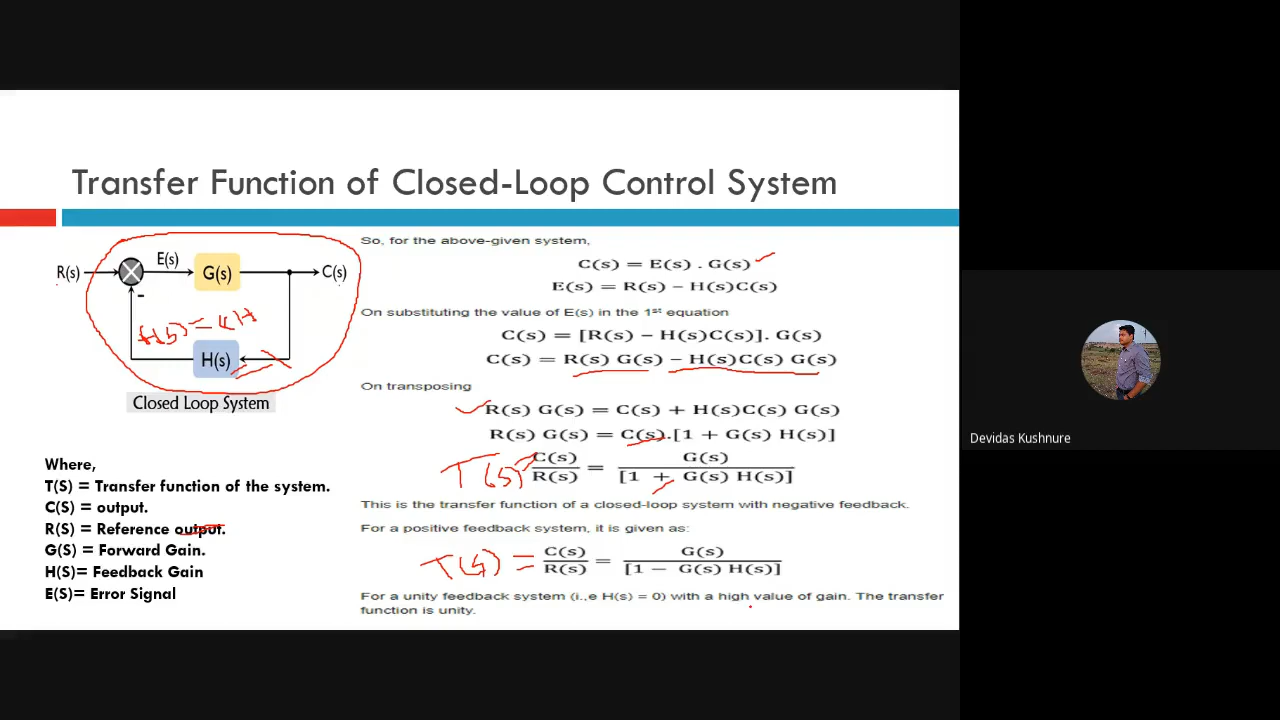 Transfer Function of Closed-Loop Control System
R(s)
E(s)
G(s)
C(s)
-
H(s) = KH
H(s)
Closed Loop System
Where,
T(S) = Transfer function of the system.
C(S) = output.
R(S) = Reference output.
G(S) = Forward Gain.
H(S)= Feedback Gain
E(S)= Error Signal
So, for the above-given system,
C(s) = E(s) . G(s)
E(s) = R(s) − H(s)C(s)
On substituting the value of E(s) in the 1st equation
C(s) = [R(s) − H(s)C(s)]. G(s)
C(s) = R(s) G(s) − H(s)C(s) G(s)
On transposing
R(s) G(s) = C(s) + H(s)C(s) G(s)
R(s) G(s) = C(s).[1 + G(s) H(s)]
T(s) = C(s)/R(s) = G(s)/[1 + G(s) H(s)]
This is the transfer function of a closed-loop system with negative feedback.
For a positive feedback system, it is given as:
T(s) = C(s)/R(s) = G(s)/[1 − G(s) H(s)]
For a unity feedback system (i.,e H(s) = 0) with a high value of gain. The transfer
function is unity.
Devidas Kushnure